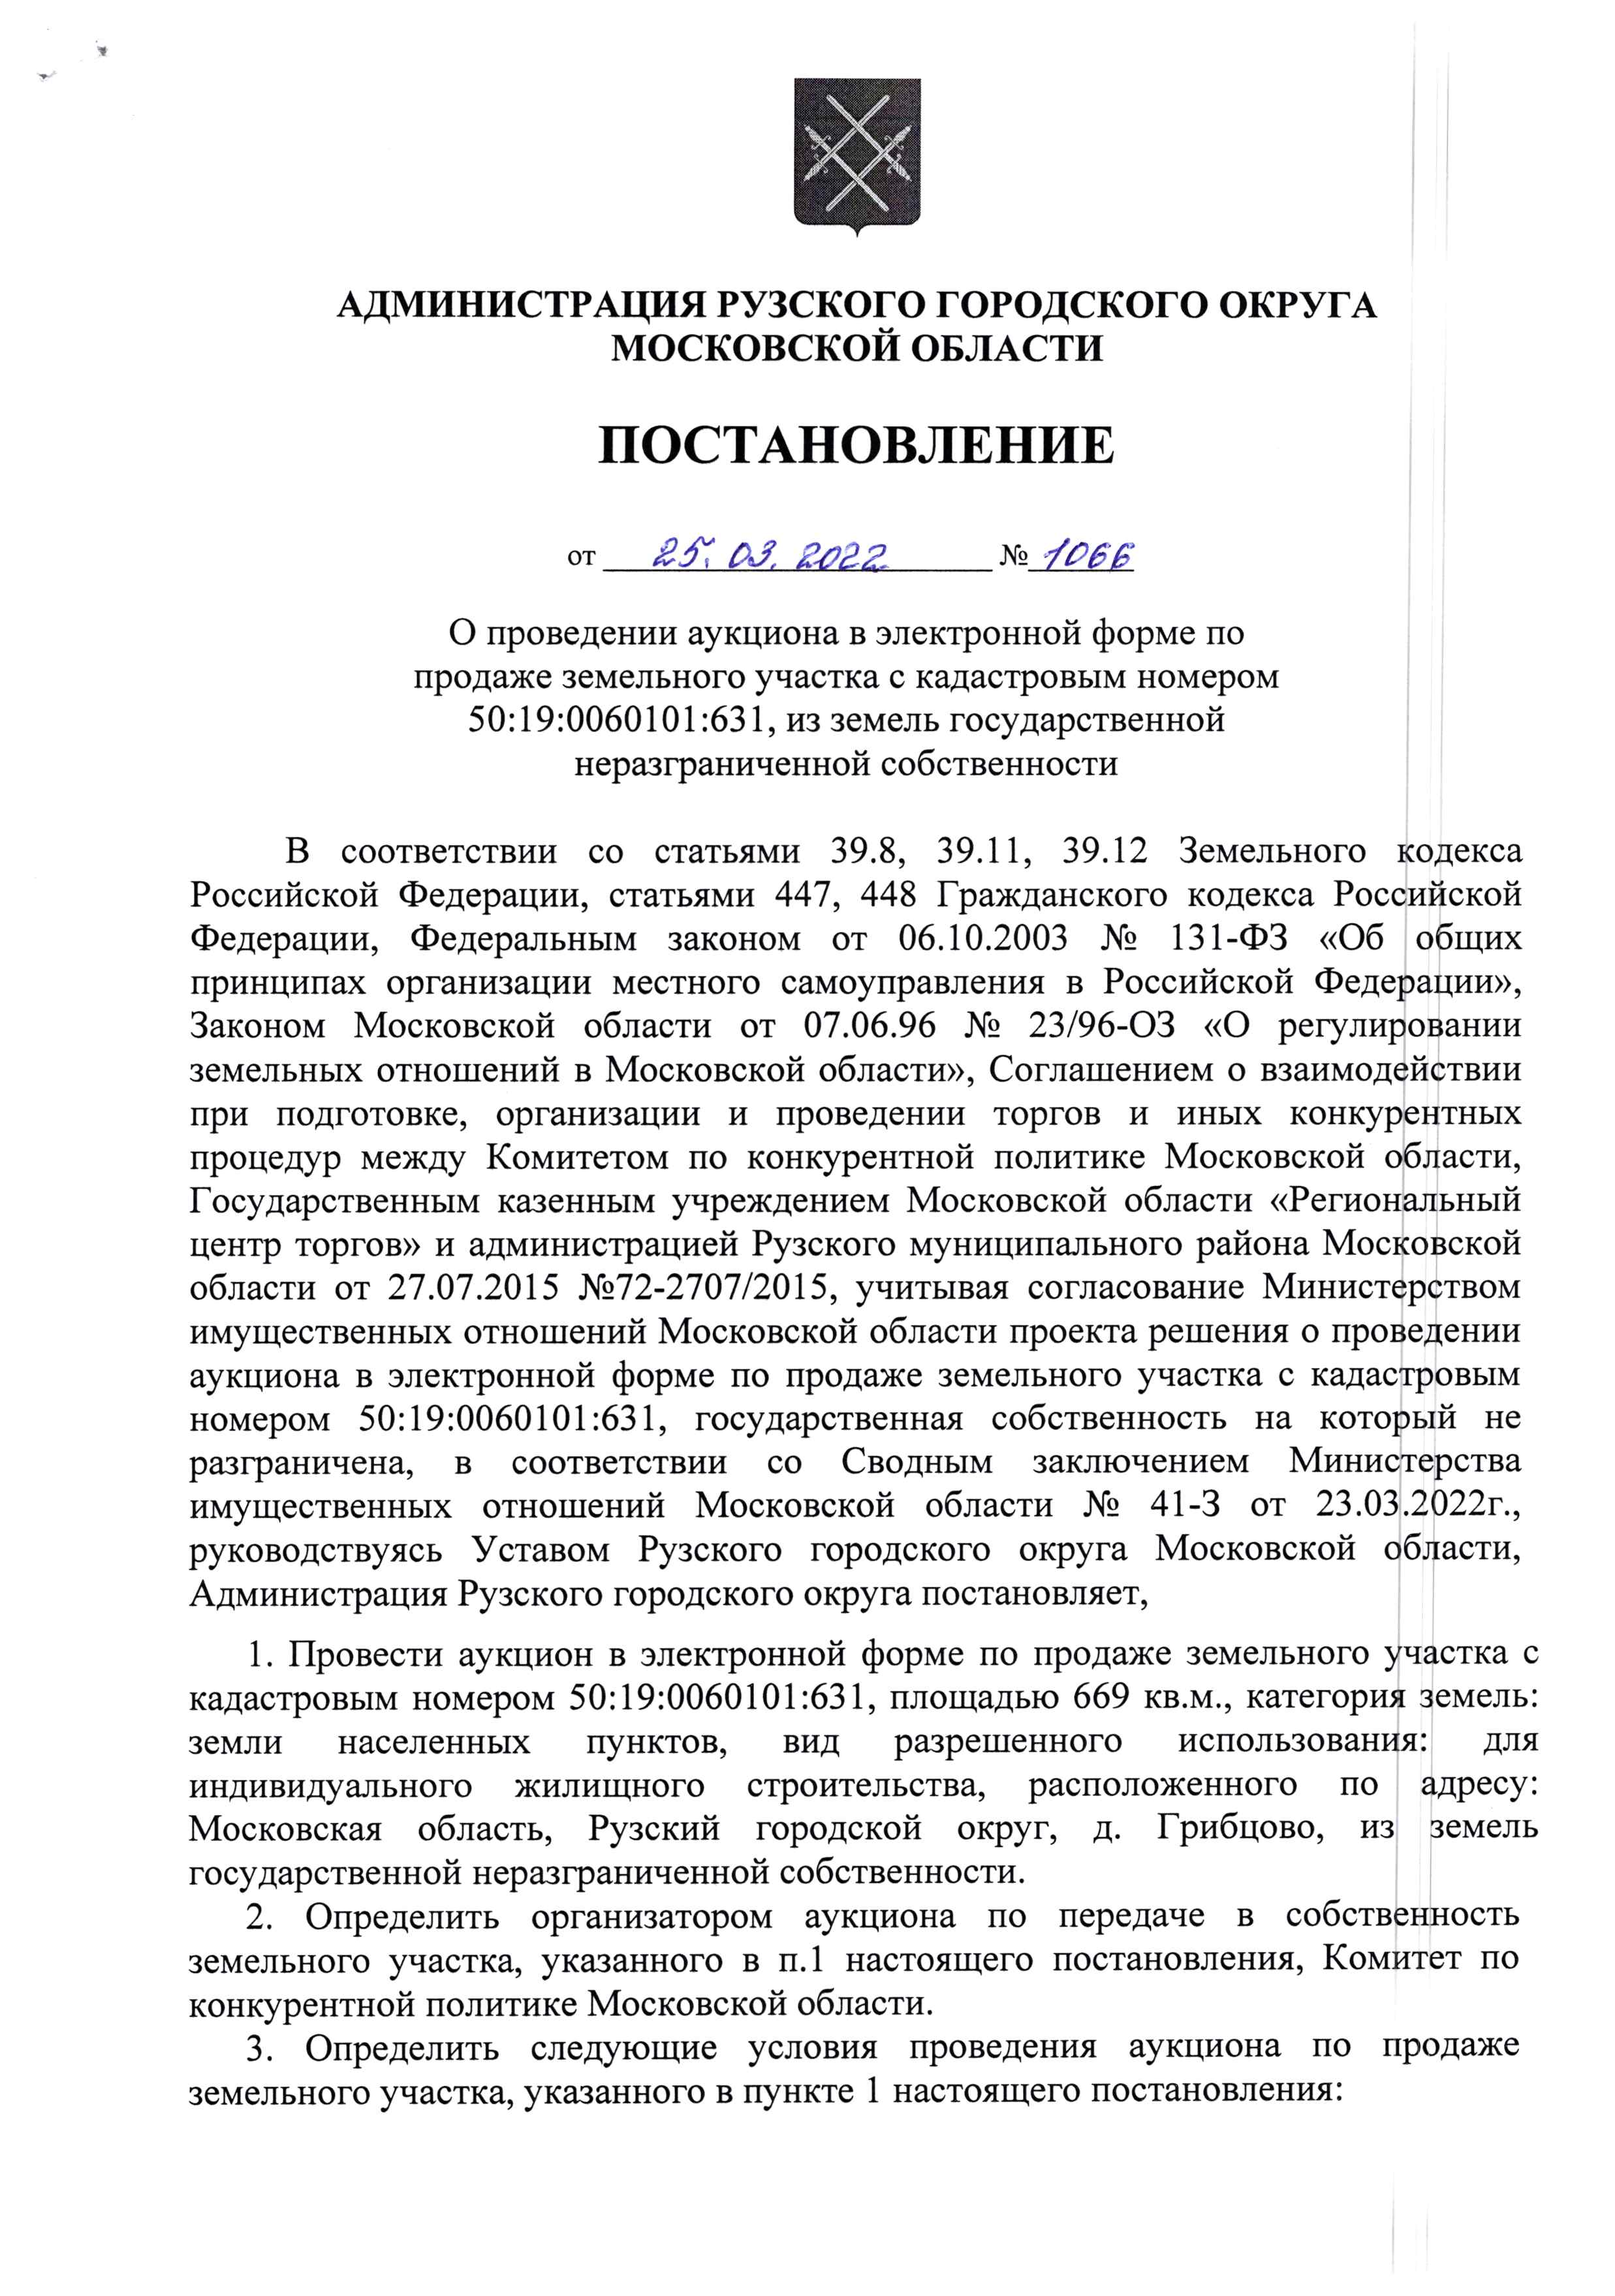 АДМИНИСТРАЦИЯ РУЗСКОГО ГОРОДСКОГО ОКРУГА
МОСКОВСКОЙ ОБЛАСТИ
ПОСТАНОВЛЕНИЕ
от 25.03.2022 № 1066
О проведении аукциона в электронной форме по
продаже земельного участка с кадастровым номером
50:19:0060101:631, из земель государственной
неразграниченной собственности
В соответствии со статьями 39.8, 39.11, 39.12 Земельного кодекса
Российской Федерации, статьями 447, 448 Гражданского кодекса Российской
Федерации, Федеральным законом от 06.10.2003 № 131-ФЗ «Об общих
принципах организации местного самоуправления в Российской Федерации»,
Законом Московской области от 07.06.96 № 23/96-ОЗ «О регулировании
земельных отношений в Московской области», Соглашением о взаимодействии
при подготовке, организации и проведении торгов и иных конкурентных
процедур между Комитетом по конкурентной политике Московской области,
Государственным казенным учреждением Московской области «Региональный
центр торгов» и администрацией Рузского муниципального района Московской
области от 27.07.2015 №72-2707/2015, учитывая согласование Министерством
имущественных отношений Московской области проекта решения о проведении
аукциона в электронной форме по продаже земельного участка с кадастровым
номером 50:19:0060101:631, государственная собственность на который не
разграничена, в соответствии со Сводным заключением Министерства
имущественных отношений Московской области № 41-З от 23.03.2022г.,
руководствуясь Уставом Рузского городского округа Московской области,
Администрация Рузского городского округа постановляет,
1. Провести аукцион в электронной форме по продаже земельного участка с
кадастровым номером 50:19:0060101:631, площадью 669 кв.м., категория земель:
земли населенных пунктов, вид разрешенного использования: для
индивидуального жилищного строительства, расположенного по адресу:
Московская область, Рузский городской округ, д. Грибцово, из земель
государственной неразграниченной собственности.
2. Определить организатором аукциона по передаче в собственность
земельного участка, указанного в п.1 настоящего постановления, Комитет по
конкурентной политике Московской области.
3. Определить следующие условия проведения аукциона по продаже
земельного участка, указанного в пункте 1 настоящего постановления: